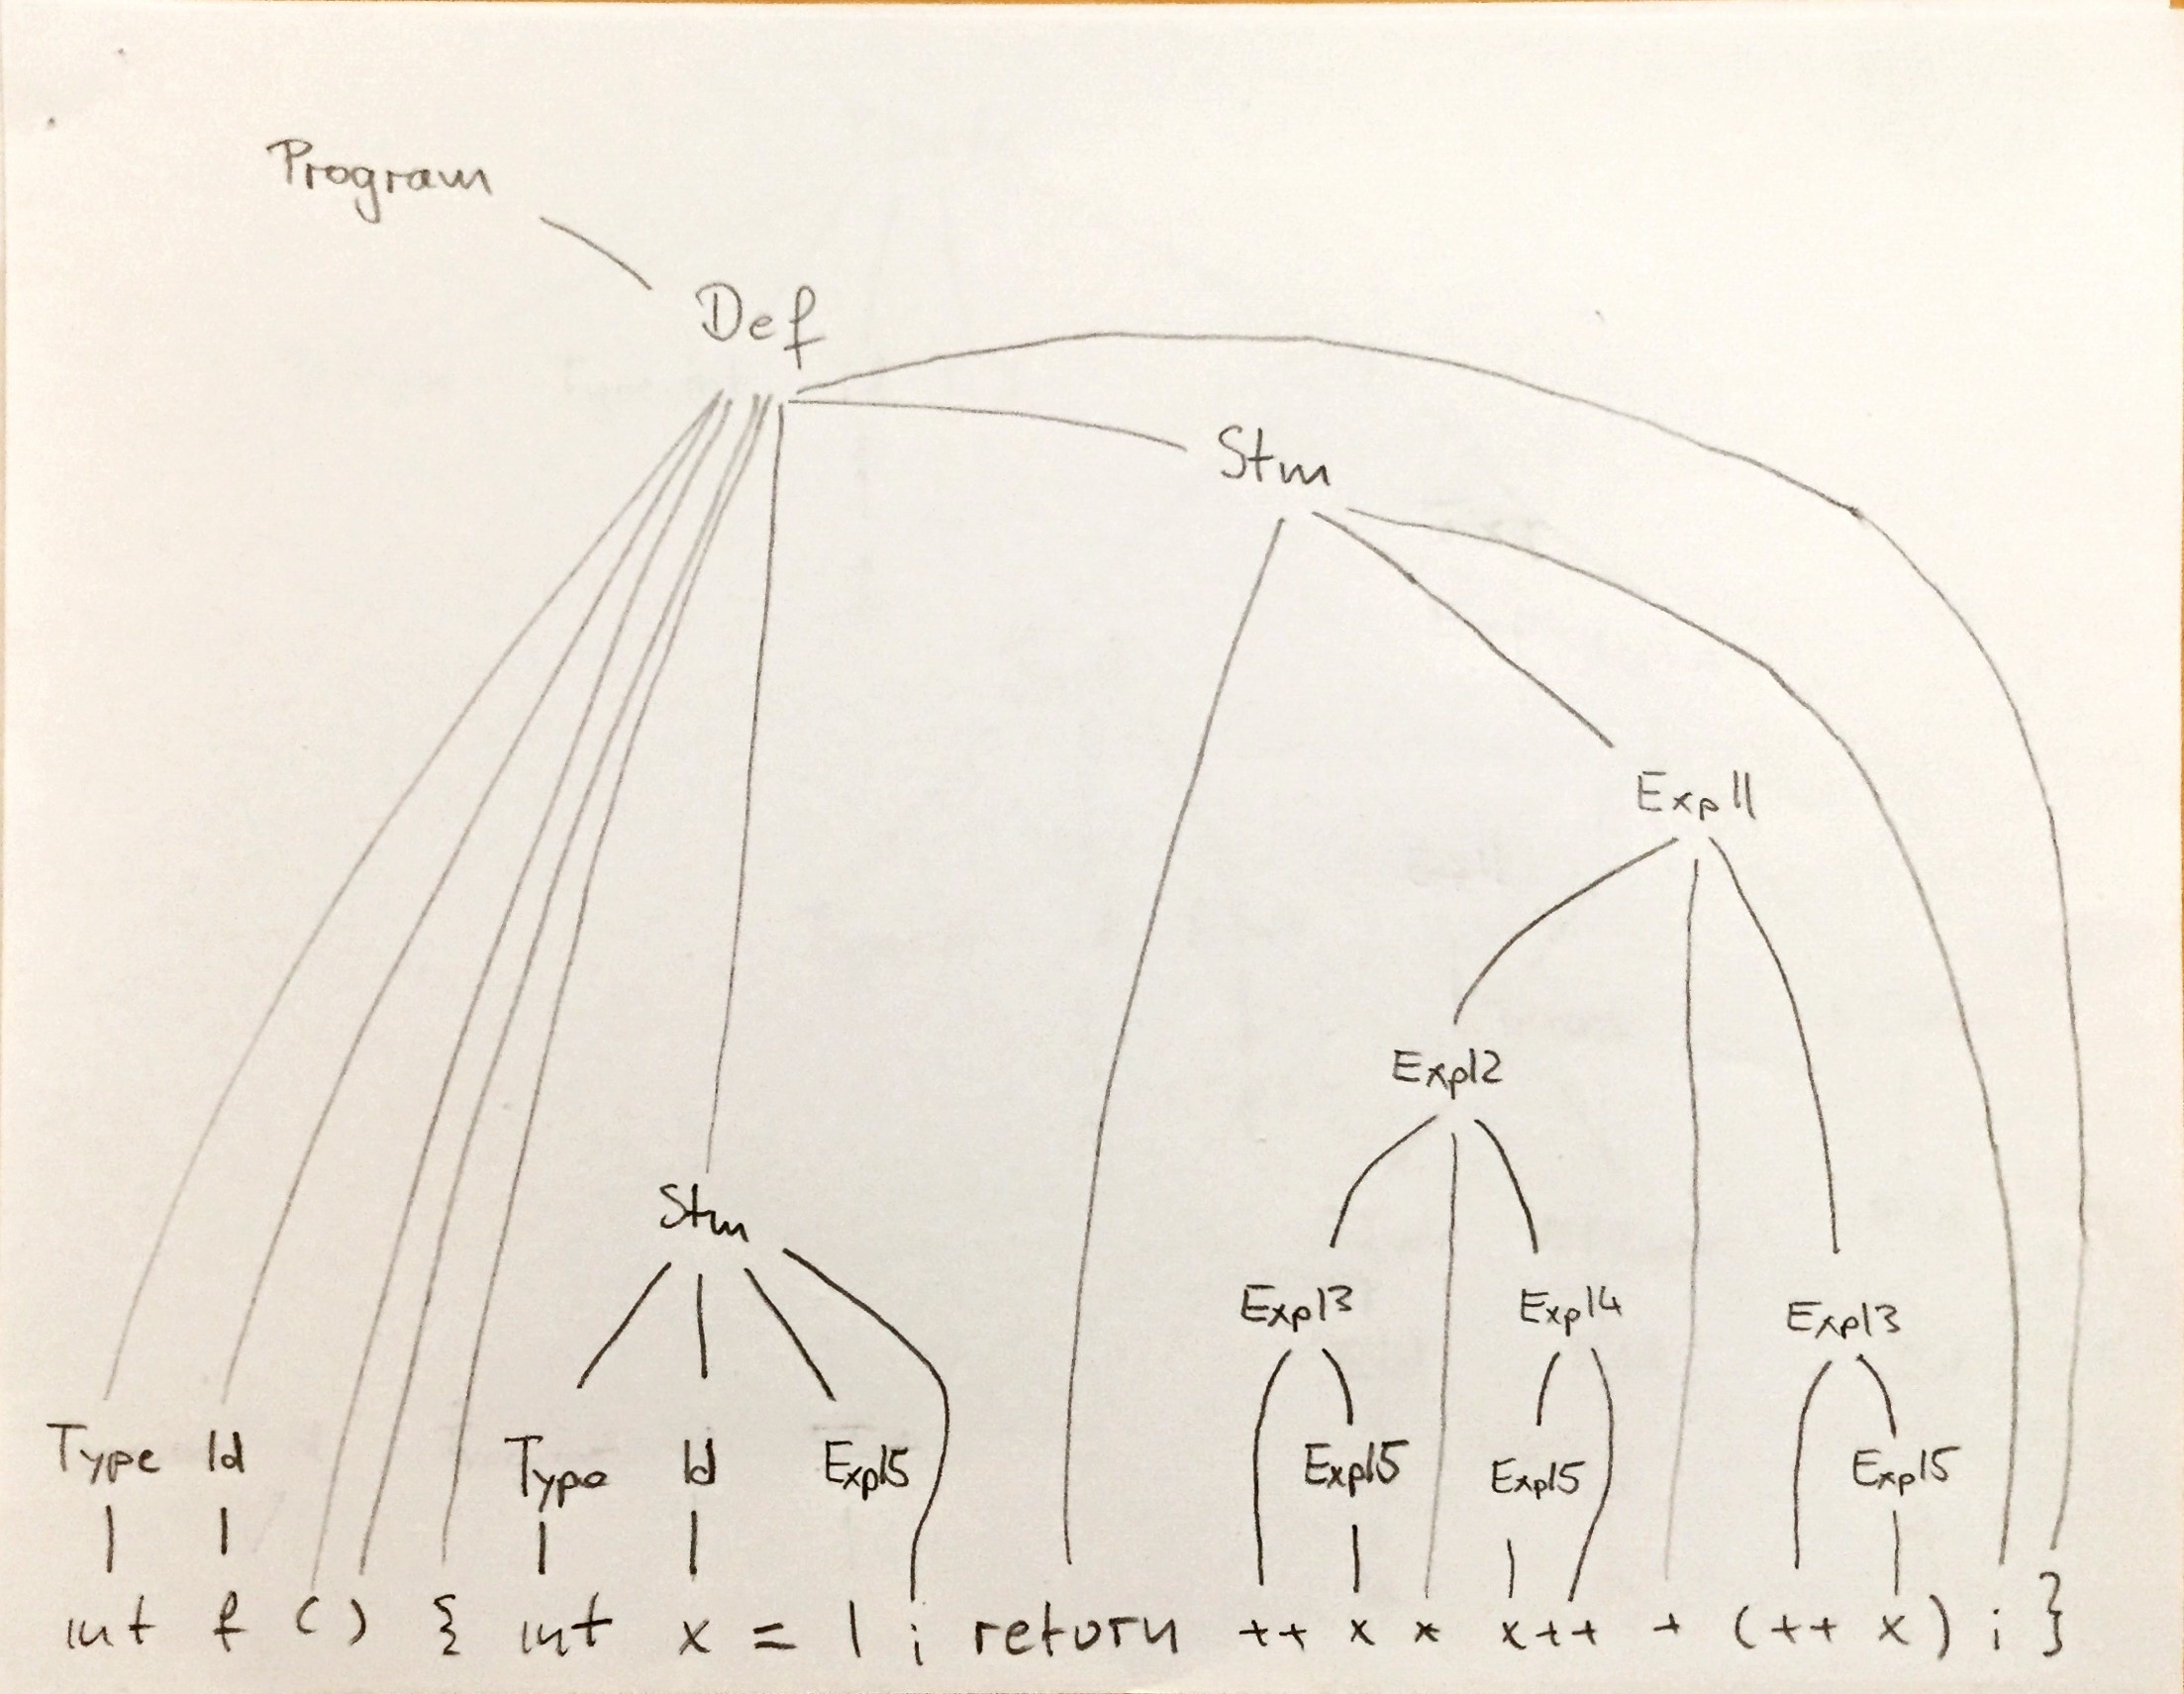 Program
Def
Stm
Exp11
Exp12
Stm
Exp13 Exp14 Exp13
Type Id Type Id Exp15 Exp15 Exp15 Exp15
int f ( ) { int x = 1 ; return ++ x * x ++ + ( ++ x ) ; }